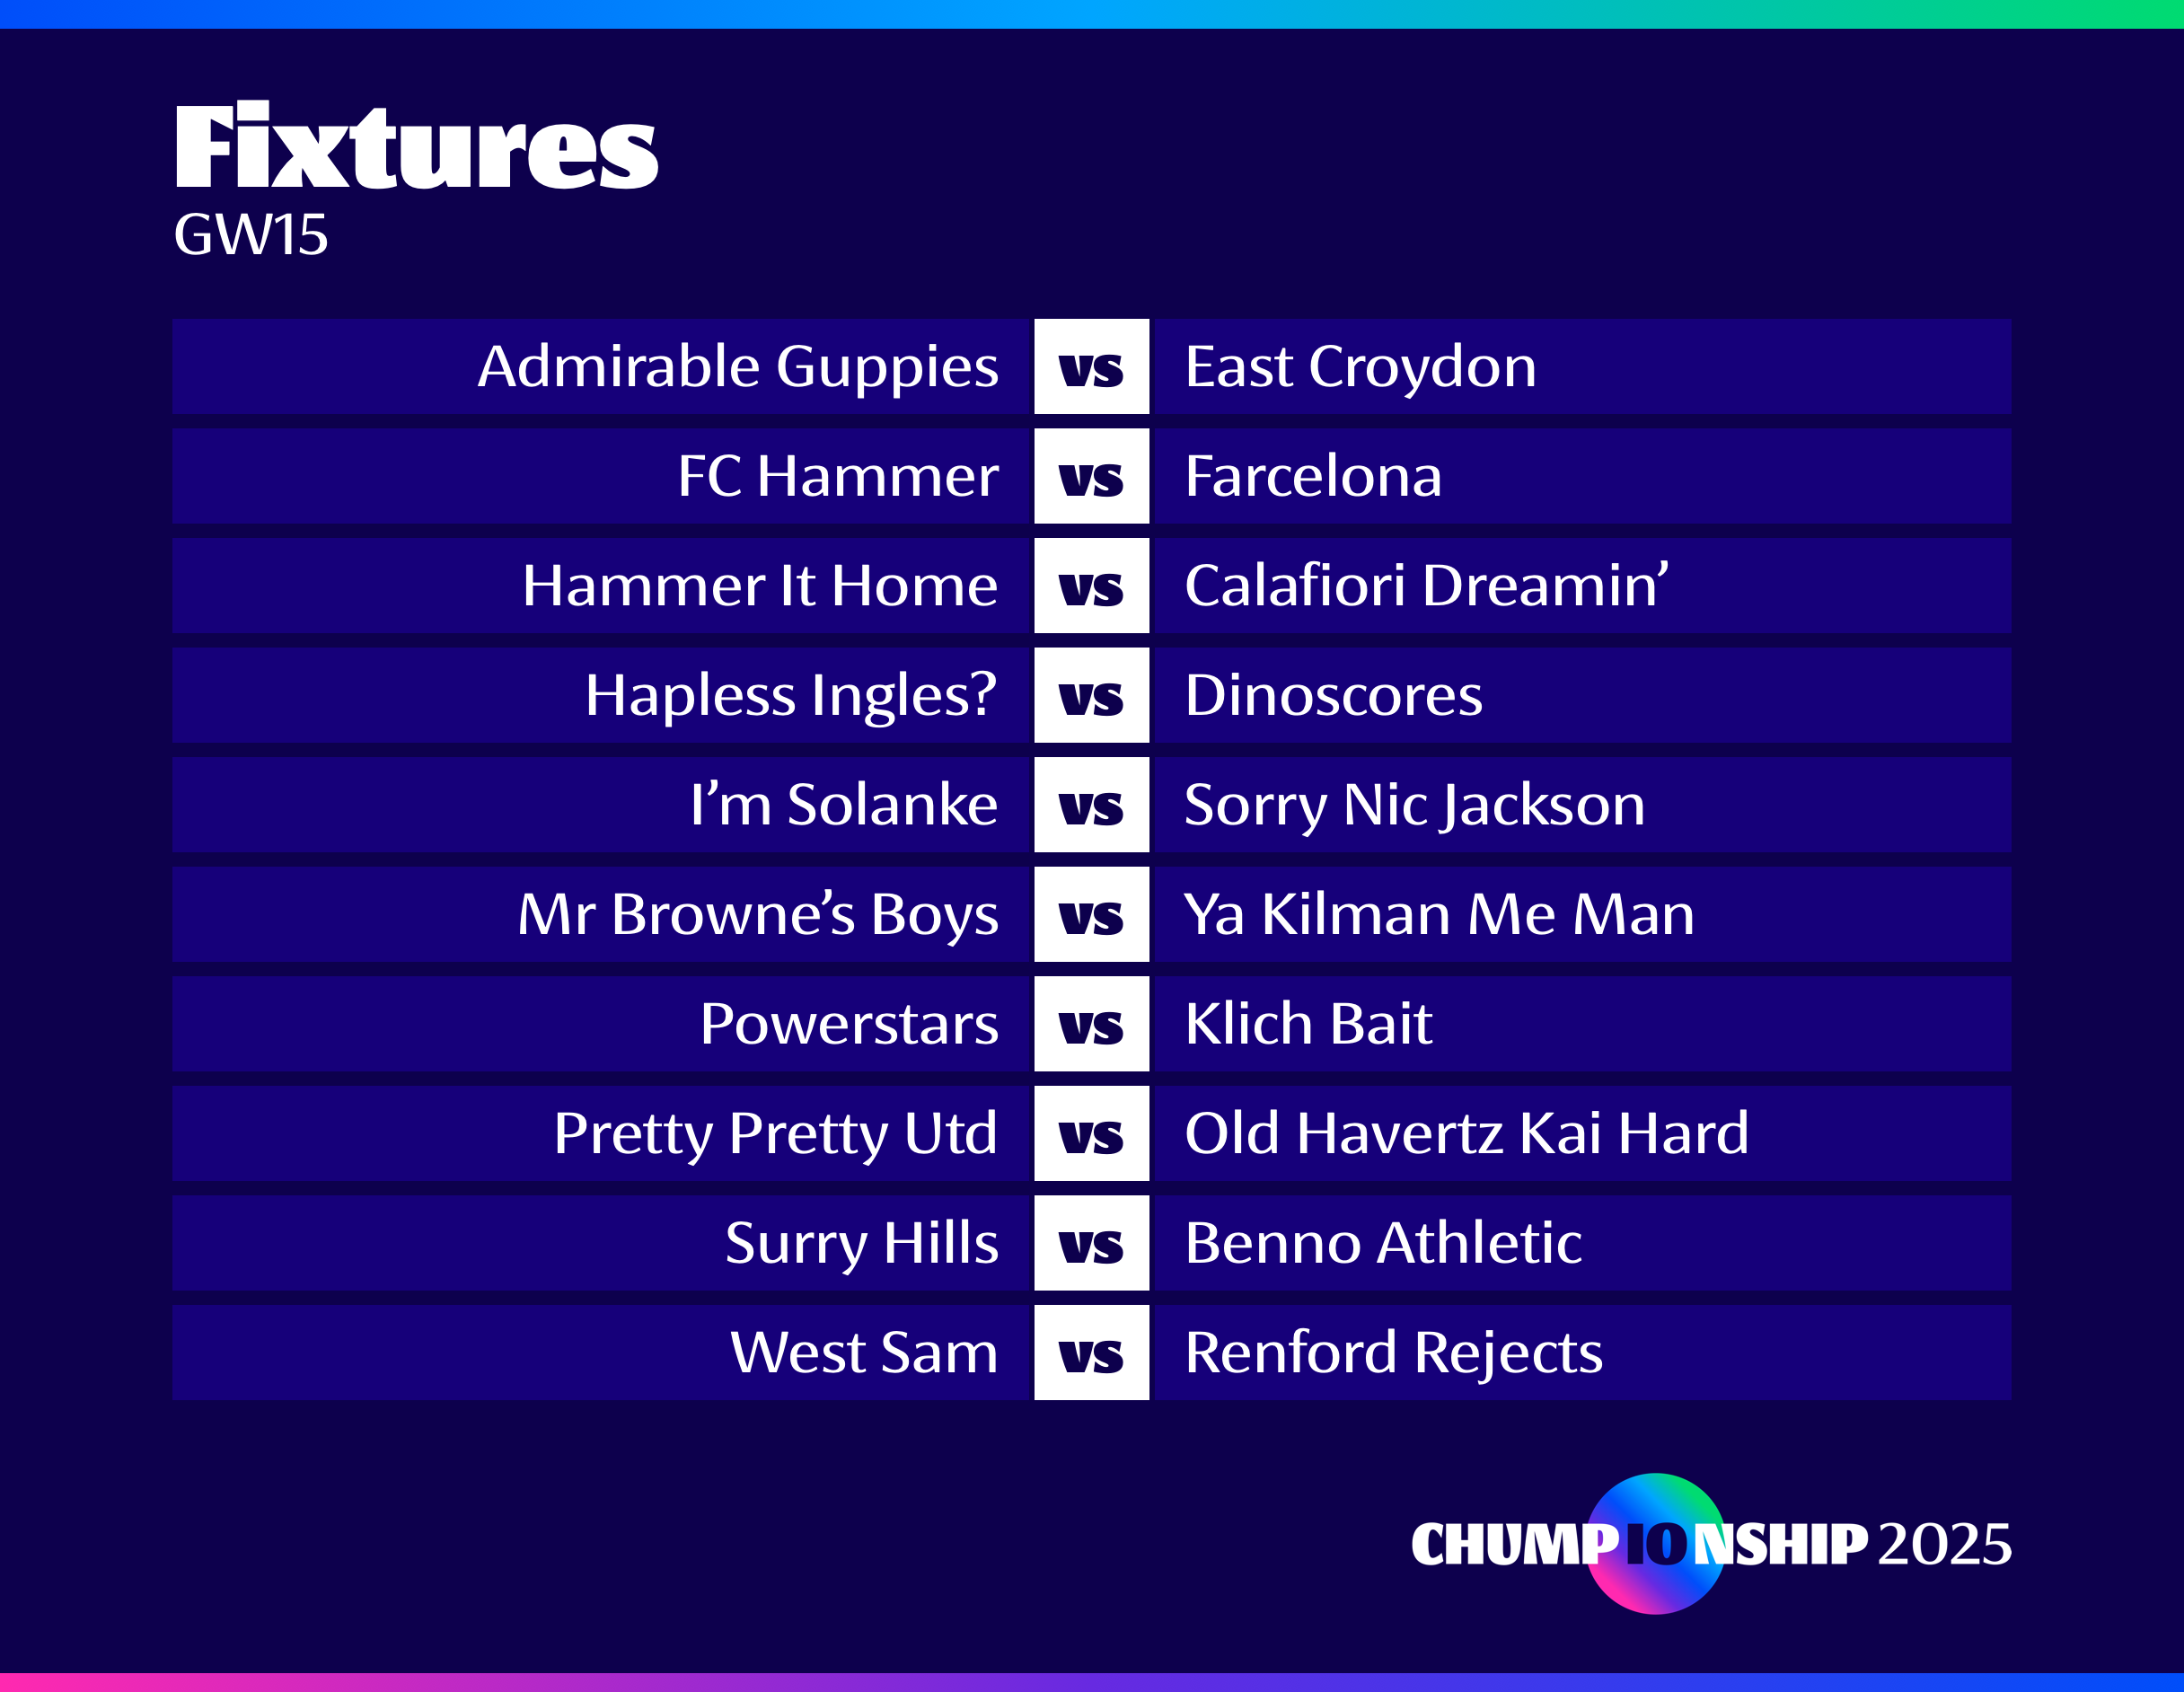 Fixtures
GW15
Admirable Guppies vs East Croydon
FC Hammer vs Farcelona
Hammer It Home vs Calafiori Dreamin’
Hapless Ingles? vs Dinoscores
I’m Solanke vs Sorry Nic Jackson
Mr Browne’s Boys vs Ya Kilman Me Man
Powerstars vs Klich Bait
Pretty Pretty Utd vs Old Havertz Kai Hard
Surry Hills vs Benno Athletic
West Sam vs Renford Rejects
CHUMPIONSHIP 2025